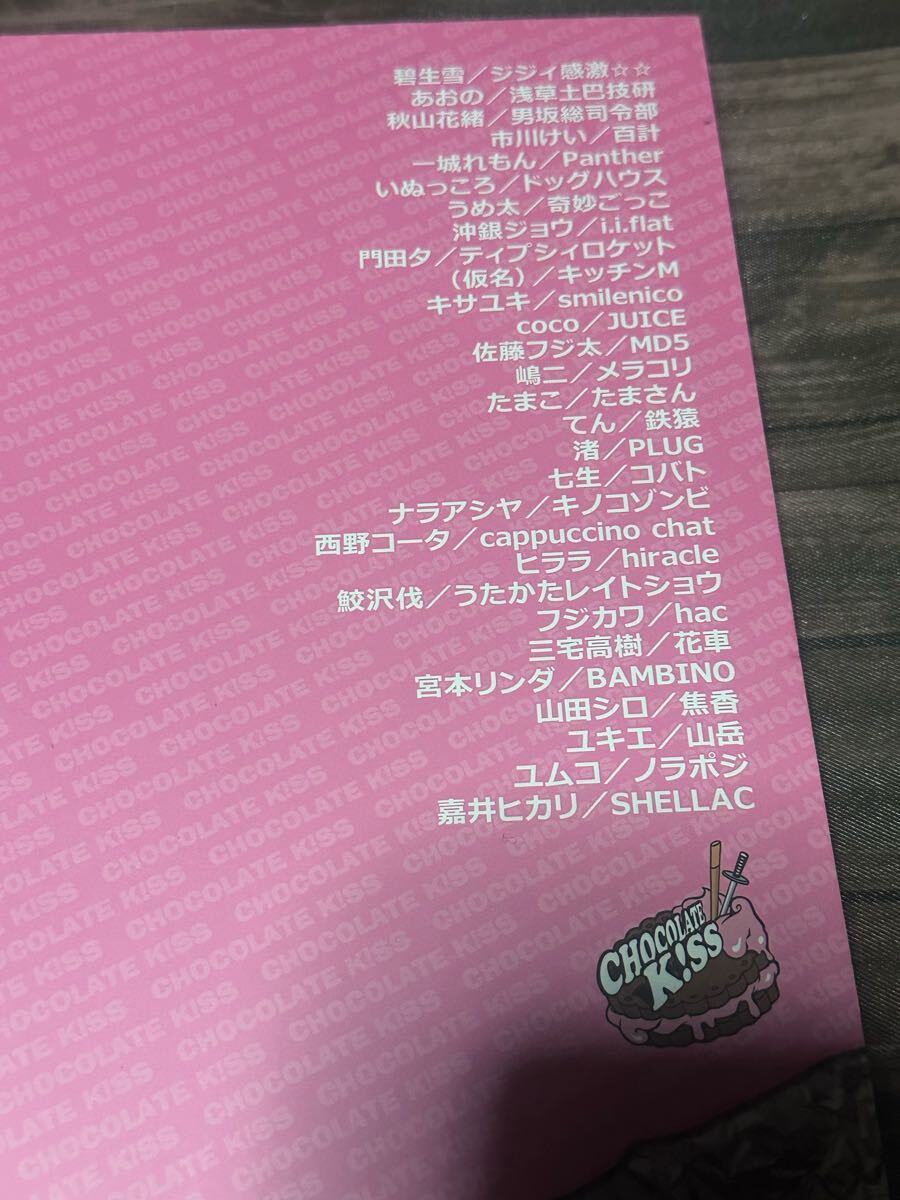 碧生雪／ジジィ感激☆☆
あおの／浅草土巴技研
秋山花緒／男坂総司令部
市川けい／百計
一城れもん／Panther
いぬっころ／ドッグハウス
うめ太／奇妙ごっこ
沖銀ジョウ／i.i.flat
門田夕／ティプシィロケット
（仮名）／キッチンM
キサユキ／smilenico
coco／JUICE
佐藤フジ太／MD5
嶋二／メラコリ
たまこ／たまさん
てん／鉄猿
渚／PLUG
七生／コバト
ナラアシヤ／キノコゾンビ
西野コータ／cappuccino chat
ヒララ／hiracle
鮫沢伐／うたかたレイトショウ
フジカワ／hac
三宅高樹／花車
宮本リンダ／BAMBINO
山田シロ／焦香
ユキエ／山岳
ユムコ／ノラポジ
嘉井ヒカリ／SHELLAC
CHOCOLATE
K!SS